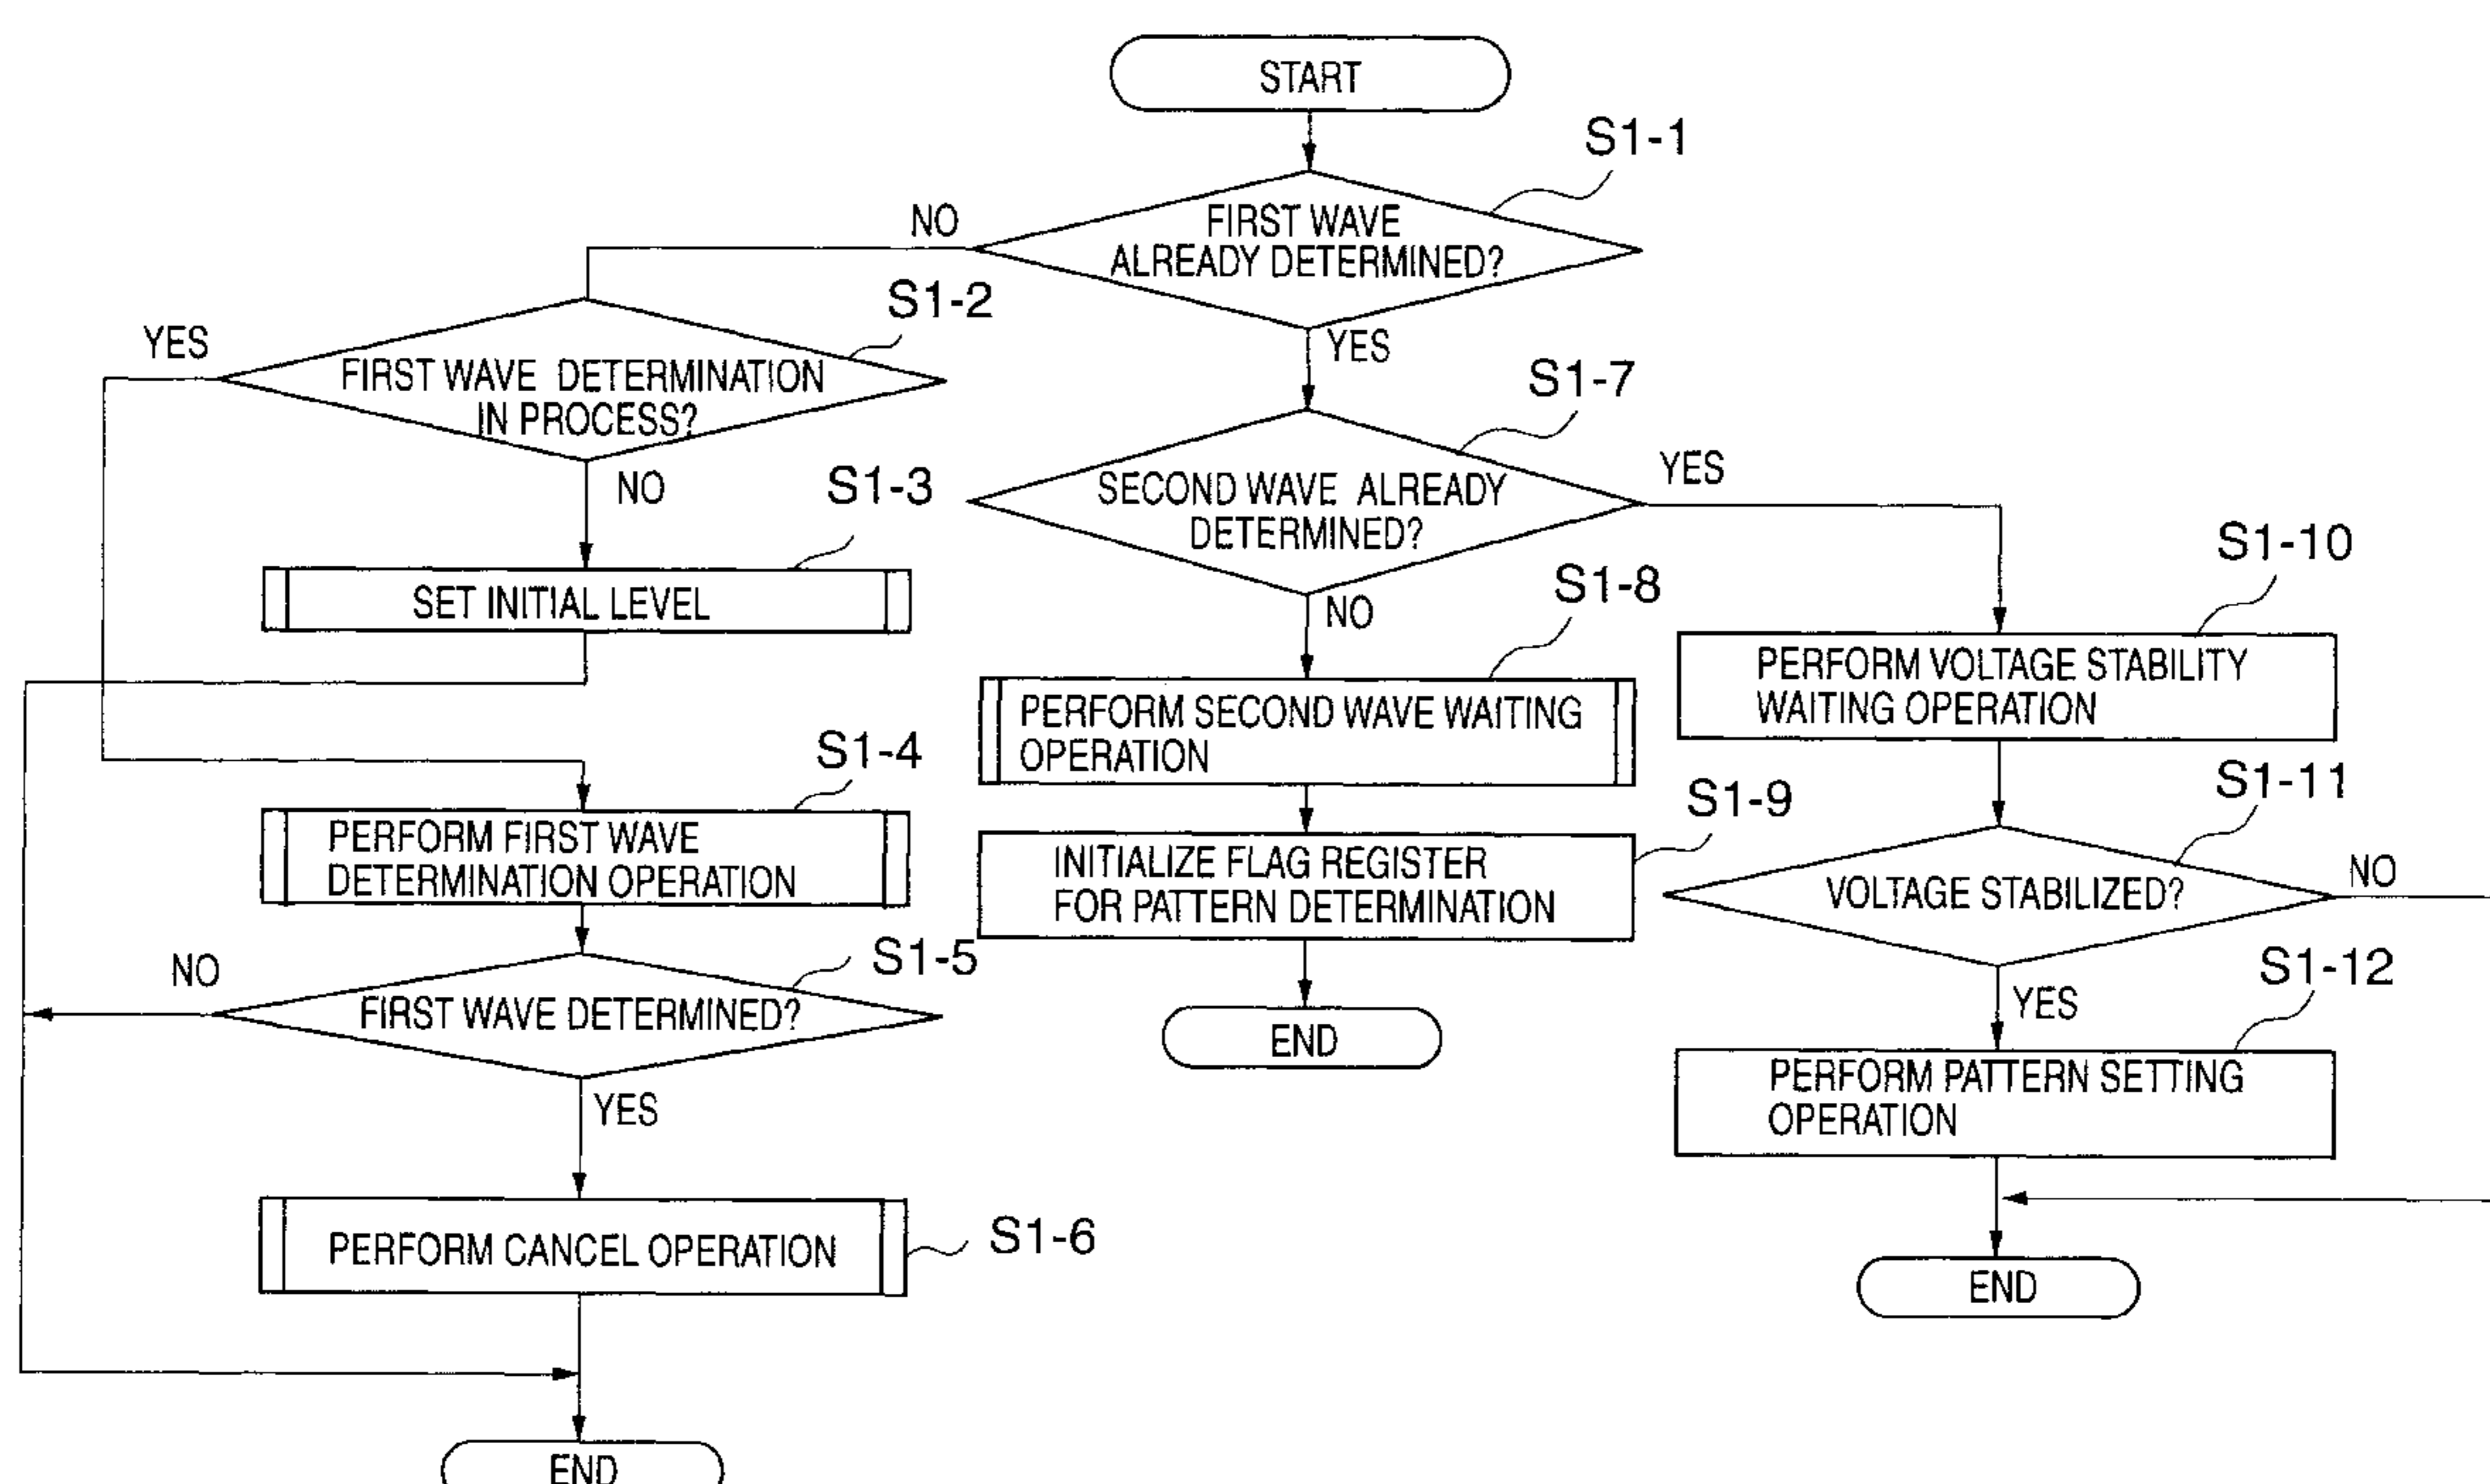 START
S1-1
FIRST WAVE
ALREADY DETERMINED?
NO
YES
S1-2
FIRST WAVE DETERMINATION
IN PROCESS?
YES
NO
S1-3
SET INITIAL LEVEL
S1-4
PERFORM FIRST WAVE
DETERMINATION OPERATION
S1-5
FIRST WAVE DETERMINED?
NO
YES
S1-6
PERFORM CANCEL OPERATION
END
S1-7
SECOND WAVE ALREADY
DETERMINED?
YES
NO
S1-8
PERFORM SECOND WAVE WAITING
OPERATION
S1-9
INITIALIZE FLAG REGISTER
FOR PATTERN DETERMINATION
END
S1-10
PERFORM VOLTAGE STABILITY
WAITING OPERATION
S1-11
VOLTAGE STABILIZED?
NO
YES
S1-12
PERFORM PATTERN SETTING
OPERATION
END